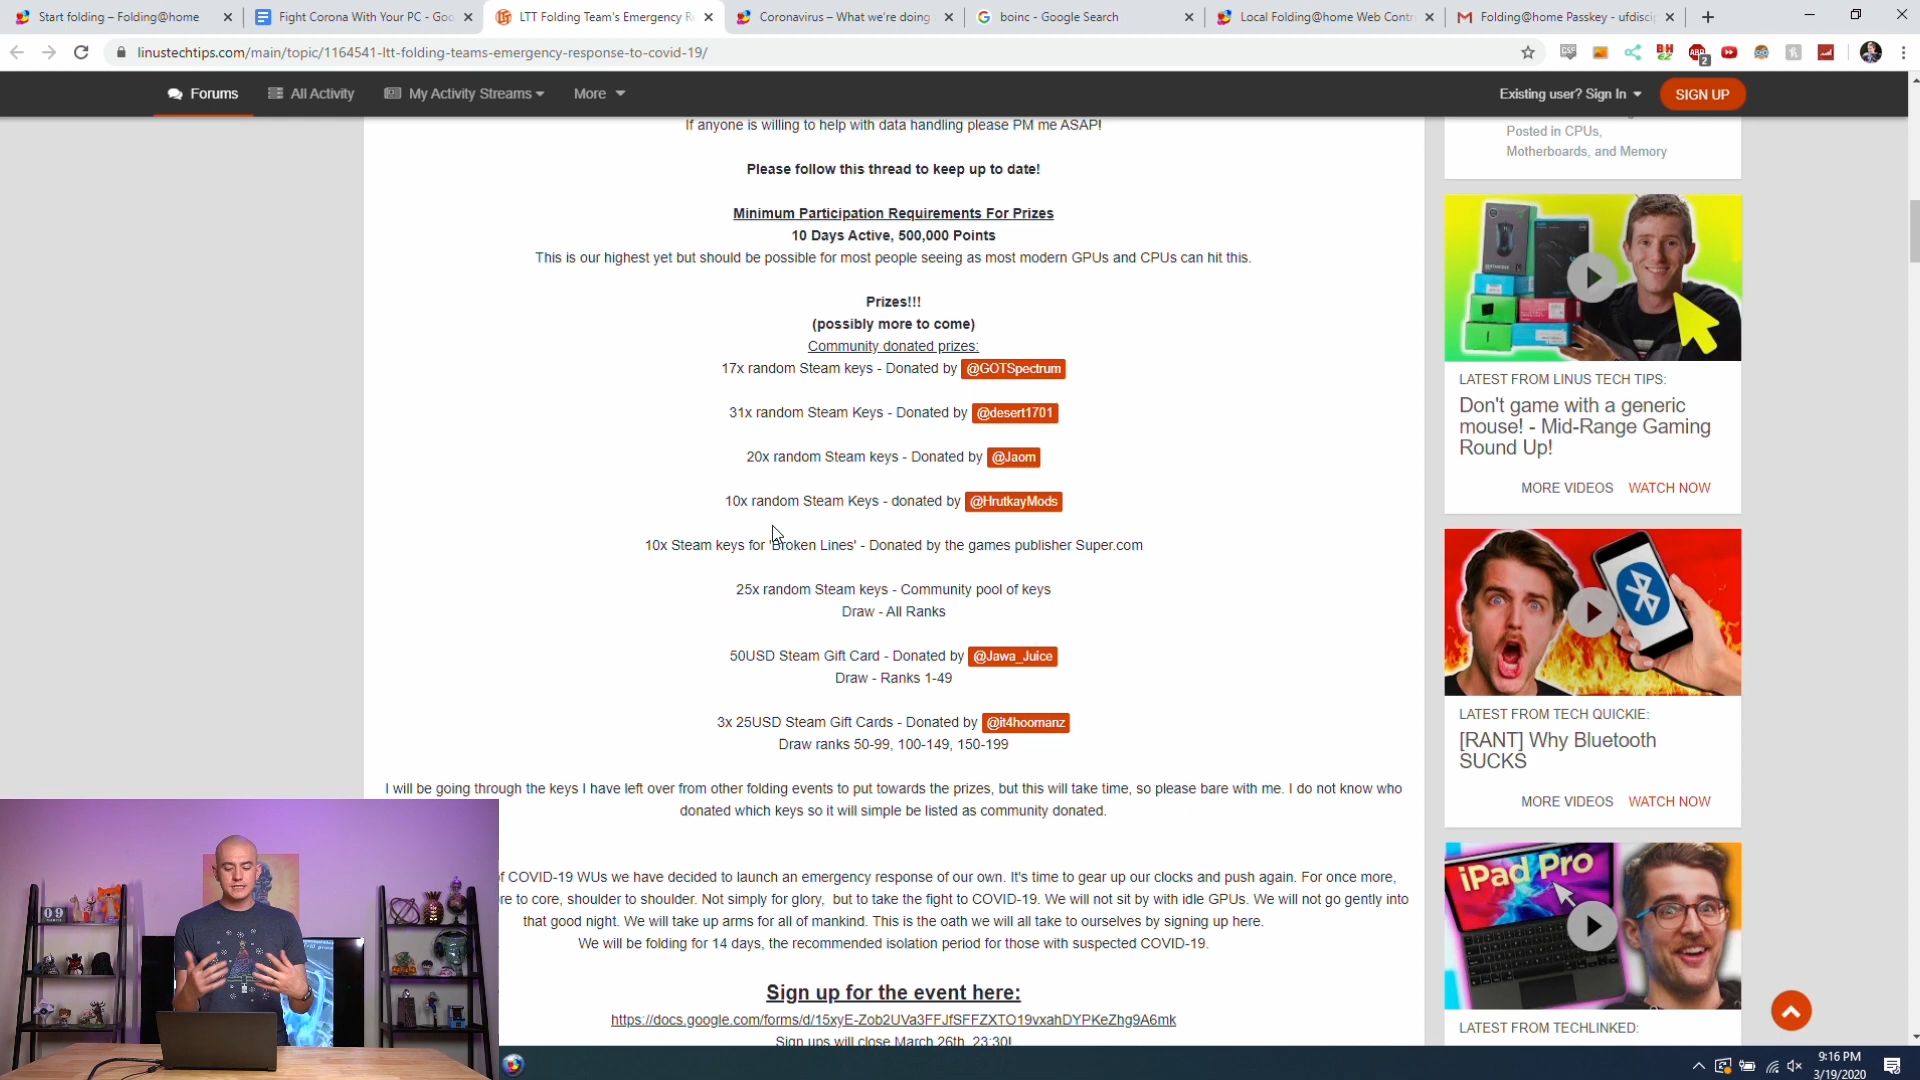 Start folding – Folding@home
Fight Corona With Your PC - Goo
LTT Folding Team's Emergency Re
Coronavirus – What we're doing
boinc - Google Search
Local Folding@home Web Contr
Folding@home Passkey - ufdisci
linustechtips.com/main/topic/1164541-ltt-folding-teams-emergency-response-to-covid-19/
Forums
All Activity
My Activity Streams
More
Existing user? Sign In
SIGN UP
If anyone is willing to help with data handling please PM me ASAP!
Please follow this thread to keep up to date!
Minimum Participation Requirements For Prizes
10 Days Active, 500,000 Points
This is our highest yet but should be possible for most people seeing as most modern GPUs and CPUs can hit this.
Prizes!!!
(possibly more to come)
Community donated prizes:
17x random Steam keys - Donated by @GOTSpectrum
31x random Steam Keys - Donated by @desert1701
20x random Steam keys - Donated by @Jaom
10x random Steam Keys - donated by @HrutkayMods
10x Steam keys for 'Broken Lines' - Donated by the games publisher Super.com
25x random Steam keys - Community pool of keys
Draw - All Ranks
50USD Steam Gift Card - Donated by @Jawa_Juice
Draw - Ranks 1-49
3x 25USD Steam Gift Cards - Donated by @it4hoomanz
Draw ranks 50-99, 100-149, 150-199
I will be going through the keys I have left over from other folding events to put towards the prizes, but this will take time, so please bare with me. I do not know who
donated which keys so it will simple be listed as community donated.
of COVID-19 WUs we have decided to launch an emergency response of our own. It's time to gear up our clocks and push again. For once more,
re to core, shoulder to shoulder. Not simply for glory, but to take the fight to COVID-19. We will not sit by with idle GPUs. We will not go gently into
that good night. We will take up arms for all of mankind. This is the oath we will all take to ourselves by signing up here.
We will be folding for 14 days, the recommended isolation period for those with suspected COVID-19.
Sign up for the event here:
https://docs.google.com/forms/d/15xyE-Zob2UVa3FFJfSFFZXTO19vxahDYPKeZhg9A6mk
Sign ups will close March 26th, 23:30!
Posted in CPUs,
Motherboards, and Memory
LATEST FROM LINUS TECH TIPS:
Don't game with a generic
mouse! - Mid-Range Gaming
Round Up!
MORE VIDEOS WATCH NOW
LATEST FROM TECH QUICKIE:
[RANT] Why Bluetooth
SUCKS
MORE VIDEOS WATCH NOW
iPad Pro
LATEST FROM TECHLINKED:
09
9:16 PM
3/19/2020